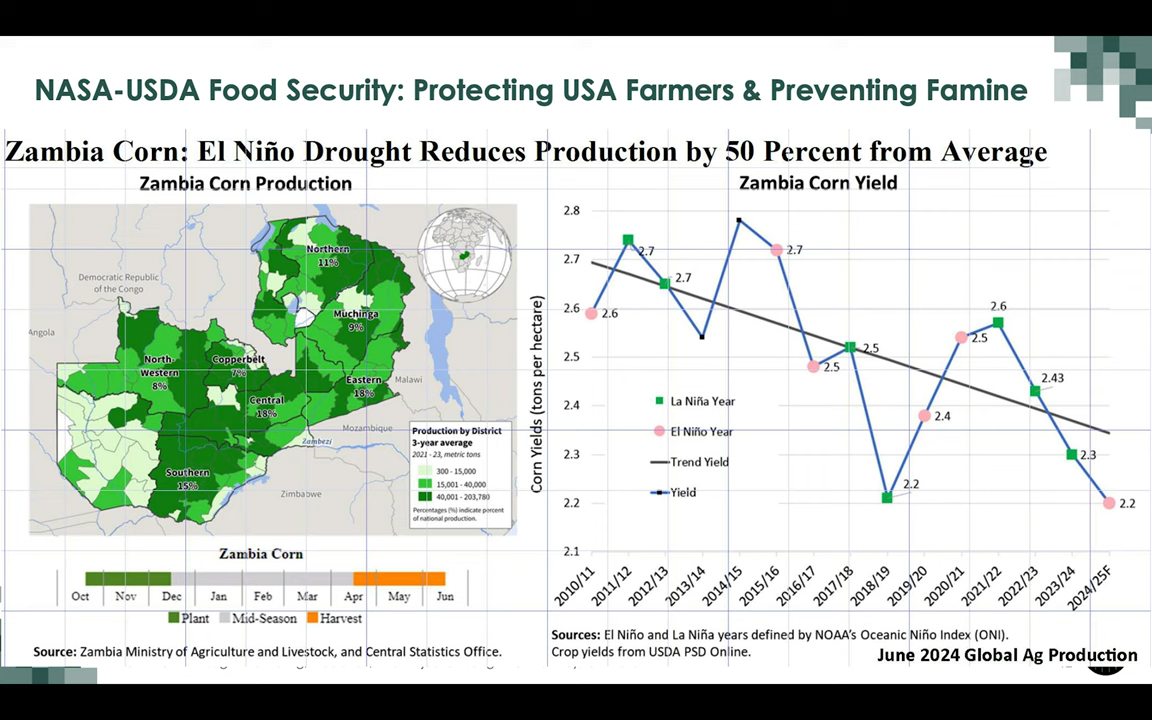 NASA-USDA Food Security: Protecting USA Farmers & Preventing Famine
Zambia Corn: El Niño Drought Reduces Production by 50 Percent from Average
Zambia Corn Production
Northern
11%
Democratic Republic
of the Congo
Muchinga
9%
Angola
North-
Western
8%
Copperbelt
7%
Eastern
18%
Malawi
Central
18%
Mozambique
Zambezi
Southern
15%
Zimbabwe
Production by District
3-year average
2021 - 23, metric tons
300 - 15,000
15,001 - 40,000
40,001 - 203,780
Percentages (%) indicate percent
of national production.
Zambia Corn
Oct Nov Dec Jan Feb Mar Apr May Jun
Plant Mid-Season Harvest
Source: Zambia Ministry of Agriculture and Livestock, and Central Statistics Office.
Zambia Corn Yield
Corn Yields (tons per hectare)
2.8
2.7
2.6
2.5
2.4
2.3
2.2
2.1
2.6
2.7
2.7
2.7
2.5
2.5
2.2
2.4
2.5
2.6
2.43
2.3
2.2
La Niña Year
El Niño Year
Trend Yield
Yield
2010/11 2011/12 2012/13 2013/14 2014/15 2015/16 2016/17 2017/18 2018/19 2019/20 2020/21 2021/22 2022/23 2023/24 2024/25F
Sources: El Niño and La Niña years defined by NOAA's Oceanic Niño Index (ONI).
Crop yields from USDA PSD Online.
June 2024 Global Ag Production